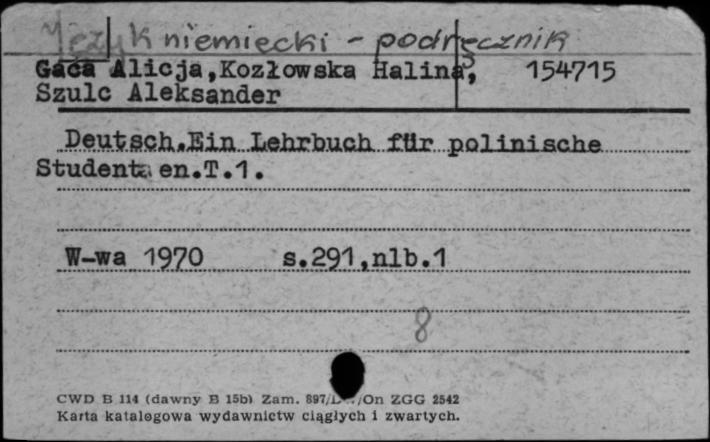 Język niemiecki - podręcznik
Gaca Alicja,Kozłowska Halina, 154715
Szulc Aleksander
Deutsch.Ein Lehrbuch für polinische
Studenten.T.1.
W-wa 1970 s.291,nlb.1
8
CWD B 114 (dawny B 15b) Zam. 897/ /On ZGG 2542
Karta katalogowa wydawnictw ciągłych i zwartych.